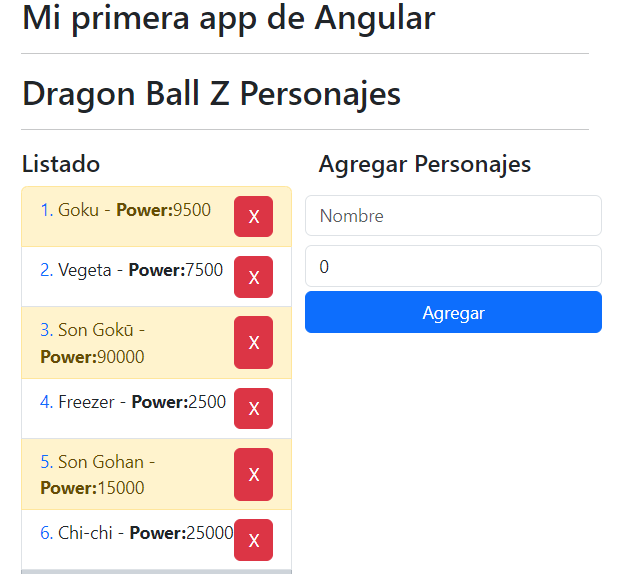 Mi primera app de Angular
Dragon Ball Z Personajes
Listado
1. Goku - Power:9500 X
2. Vegeta - Power:7500 X
3. Son Gokū -
Power:90000 X
4. Freezer - Power:2500 X
5. Son Gohan -
Power:15000 X
6. Chi-chi - Power:25000 X
Agregar Personajes
Nombre
0
Agregar